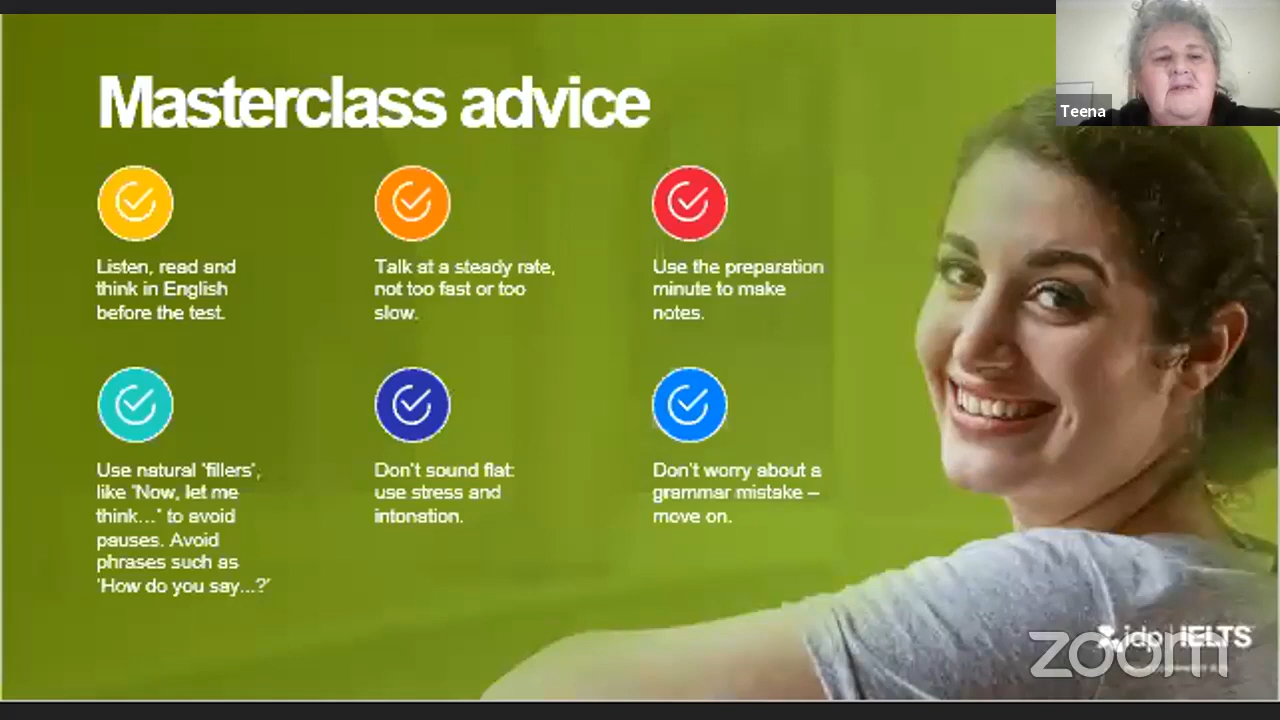 Masterclass advice
Teena
Listen, read and
think in English
before the test.
Talk at a steady rate,
not too fast or too
slow.
Use the preparation
minute to make
notes.
Use natural 'fillers',
like "Now, let me
think..." to avoid
pauses. Avoid
phrases such as
'How do you say...?'
Don't sound flat:
use stress and
intonation.
Don't worry about a
grammar mistake –
move on.
idp IELTS
zoom